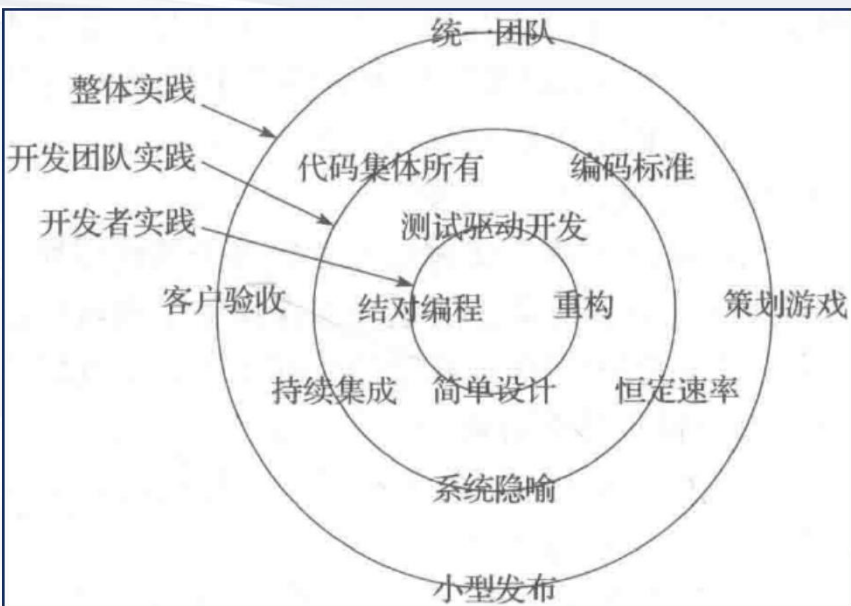 统一团队
整体实践
开发团队实践
代码集体所有
编码标准
开发者实践
测试驱动开发
客户验收
结对编程
重构
策划游戏
持续集成
简单设计
恒定速率
系统隐喻
小型发布